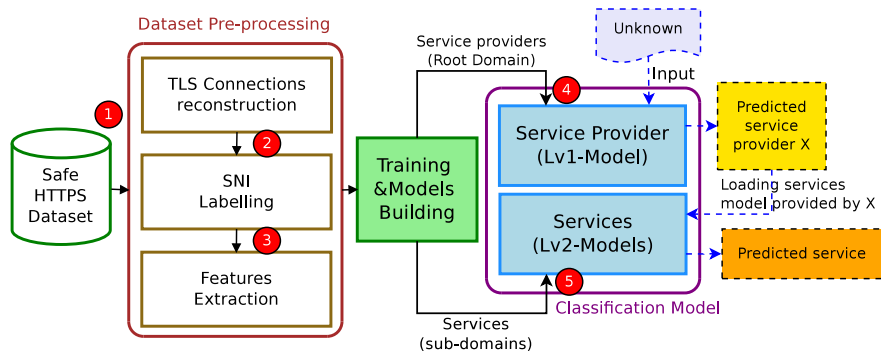 Dataset Pre-processing
1
Safe
HTTPS
Dataset
TLS Connections
reconstruction
2
SNI
Labelling
3
Features
Extraction
Training
&Models
Building
Service providers
(Root Domain)
Services
(sub-domains)
Unknown
Input
4
Service Provider
(Lv1-Model)
Services
(Lv2-Models)
5
Classification Model
Predicted
service
provider X
Loading services
model provided by X
Predicted service